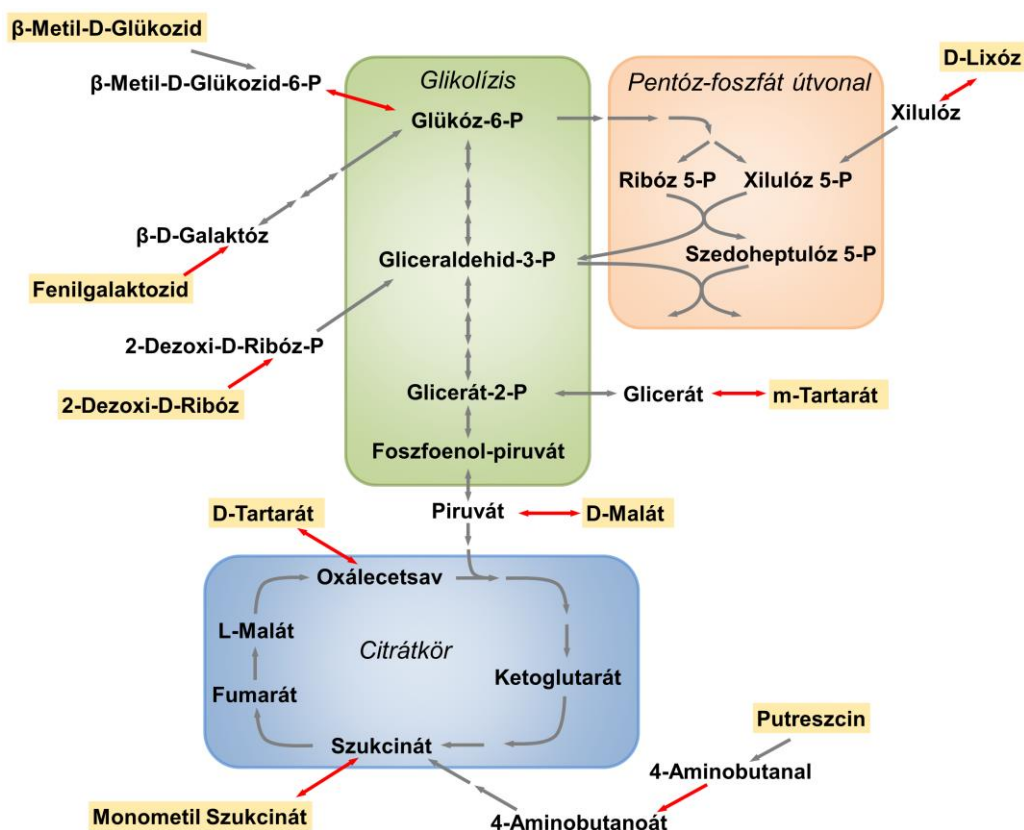 β-Metil-D-Glükozid
β-Metil-D-Glükozid-6-P
Glikolízis
Pentóz-foszfát útvonal
D-Lixóz
Xilulóz
Glükóz-6-P
Ribóz 5-P
Xilulóz 5-P
β-D-Galaktóz
Fenilgalaktozid
Gliceraldehid-3-P
Szedoheptulóz 5-P
2-Dezoxi-D-Ribóz-P
2-Dezoxi-D-Ribóz
Glicerát-2-P
Glicerát
m-Tartarát
Foszfoenol-piruvát
D-Tartarát
Piruvát
D-Malát
Oxálecetsav
L-Malát
Citrátkör
Ketoglutarát
Fumarát
Putreszcin
Szukcinát
4-Aminobutanal
Monometil Szukcinát
4-Aminobutanoát